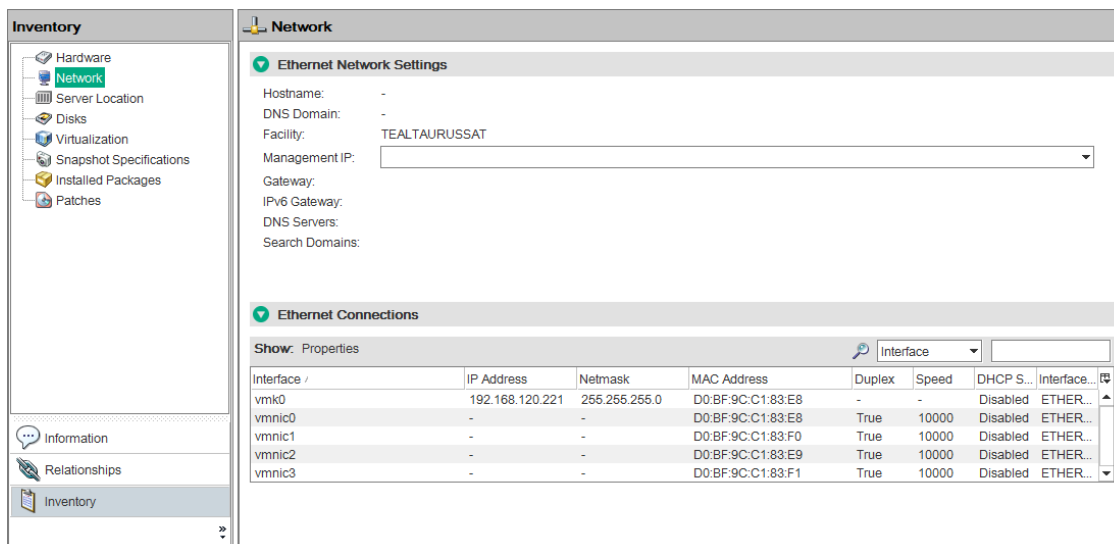 Inventory
Hardware
Network
Server Location
Disks
Virtualization
Snapshot Specifications
Installed Packages
Patches
Information
Relationships
Inventory
»
Network
Ethernet Network Settings
Hostname: -
DNS Domain: -
Facility: TEALTAURUSSAT
Management IP:
Gateway:
IPv6 Gateway:
DNS Servers:
Search Domains:
Ethernet Connections
Show: Properties Interface
Interface / IP Address Netmask MAC Address Duplex Speed DHCP S... Interface...
vmk0 192.168.120.221 255.255.255.0 D0:BF:9C:C1:83:E8 - - Disabled ETHER...
vmnic0 - - D0:BF:9C:C1:83:E8 True 10000 Disabled ETHER...
vmnic1 - - D0:BF:9C:C1:83:F0 True 10000 Disabled ETHER...
vmnic2 - - D0:BF:9C:C1:83:E9 True 10000 Disabled ETHER...
vmnic3 - - D0:BF:9C:C1:83:F1 True 10000 Disabled ETHER...